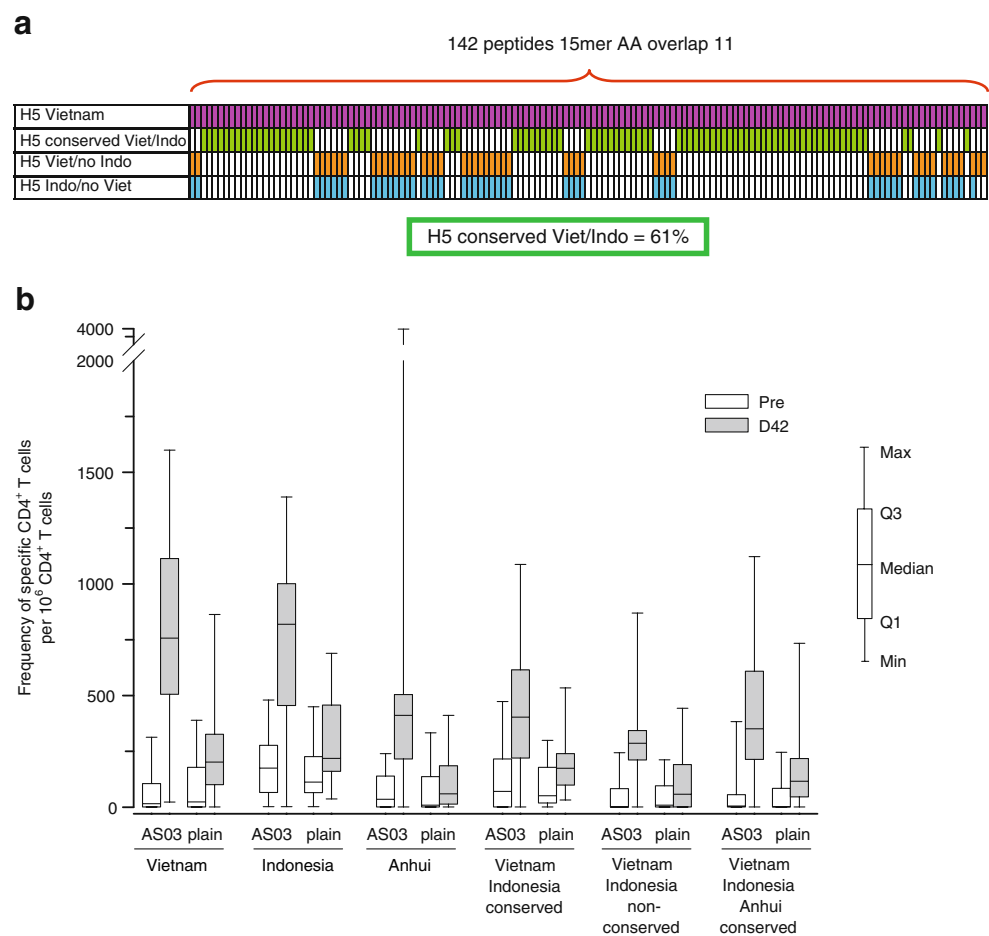 a
142 peptides 15mer AA overlap 11
H5 Vietnam
H5 conserved Viet/Indo
H5 Viet/no Indo
H5 Indo/no Viet
H5 conserved Viet/Indo = 61%
b
Frequency of specific CD4⁺ T cells
per 10⁶ CD4⁺ T cells
4000
2000
1500
1000
500
0
Pre
D42
Max
Q3
Median
Q1
Min
AS03 plain AS03 plain AS03 plain AS03 plain AS03 plain AS03 plain
Vietnam
Indonesia
Anhui
Vietnam
Indonesia
conserved
Vietnam
Indonesia
non-
conserved
Vietnam
Indonesia
Anhui
conserved